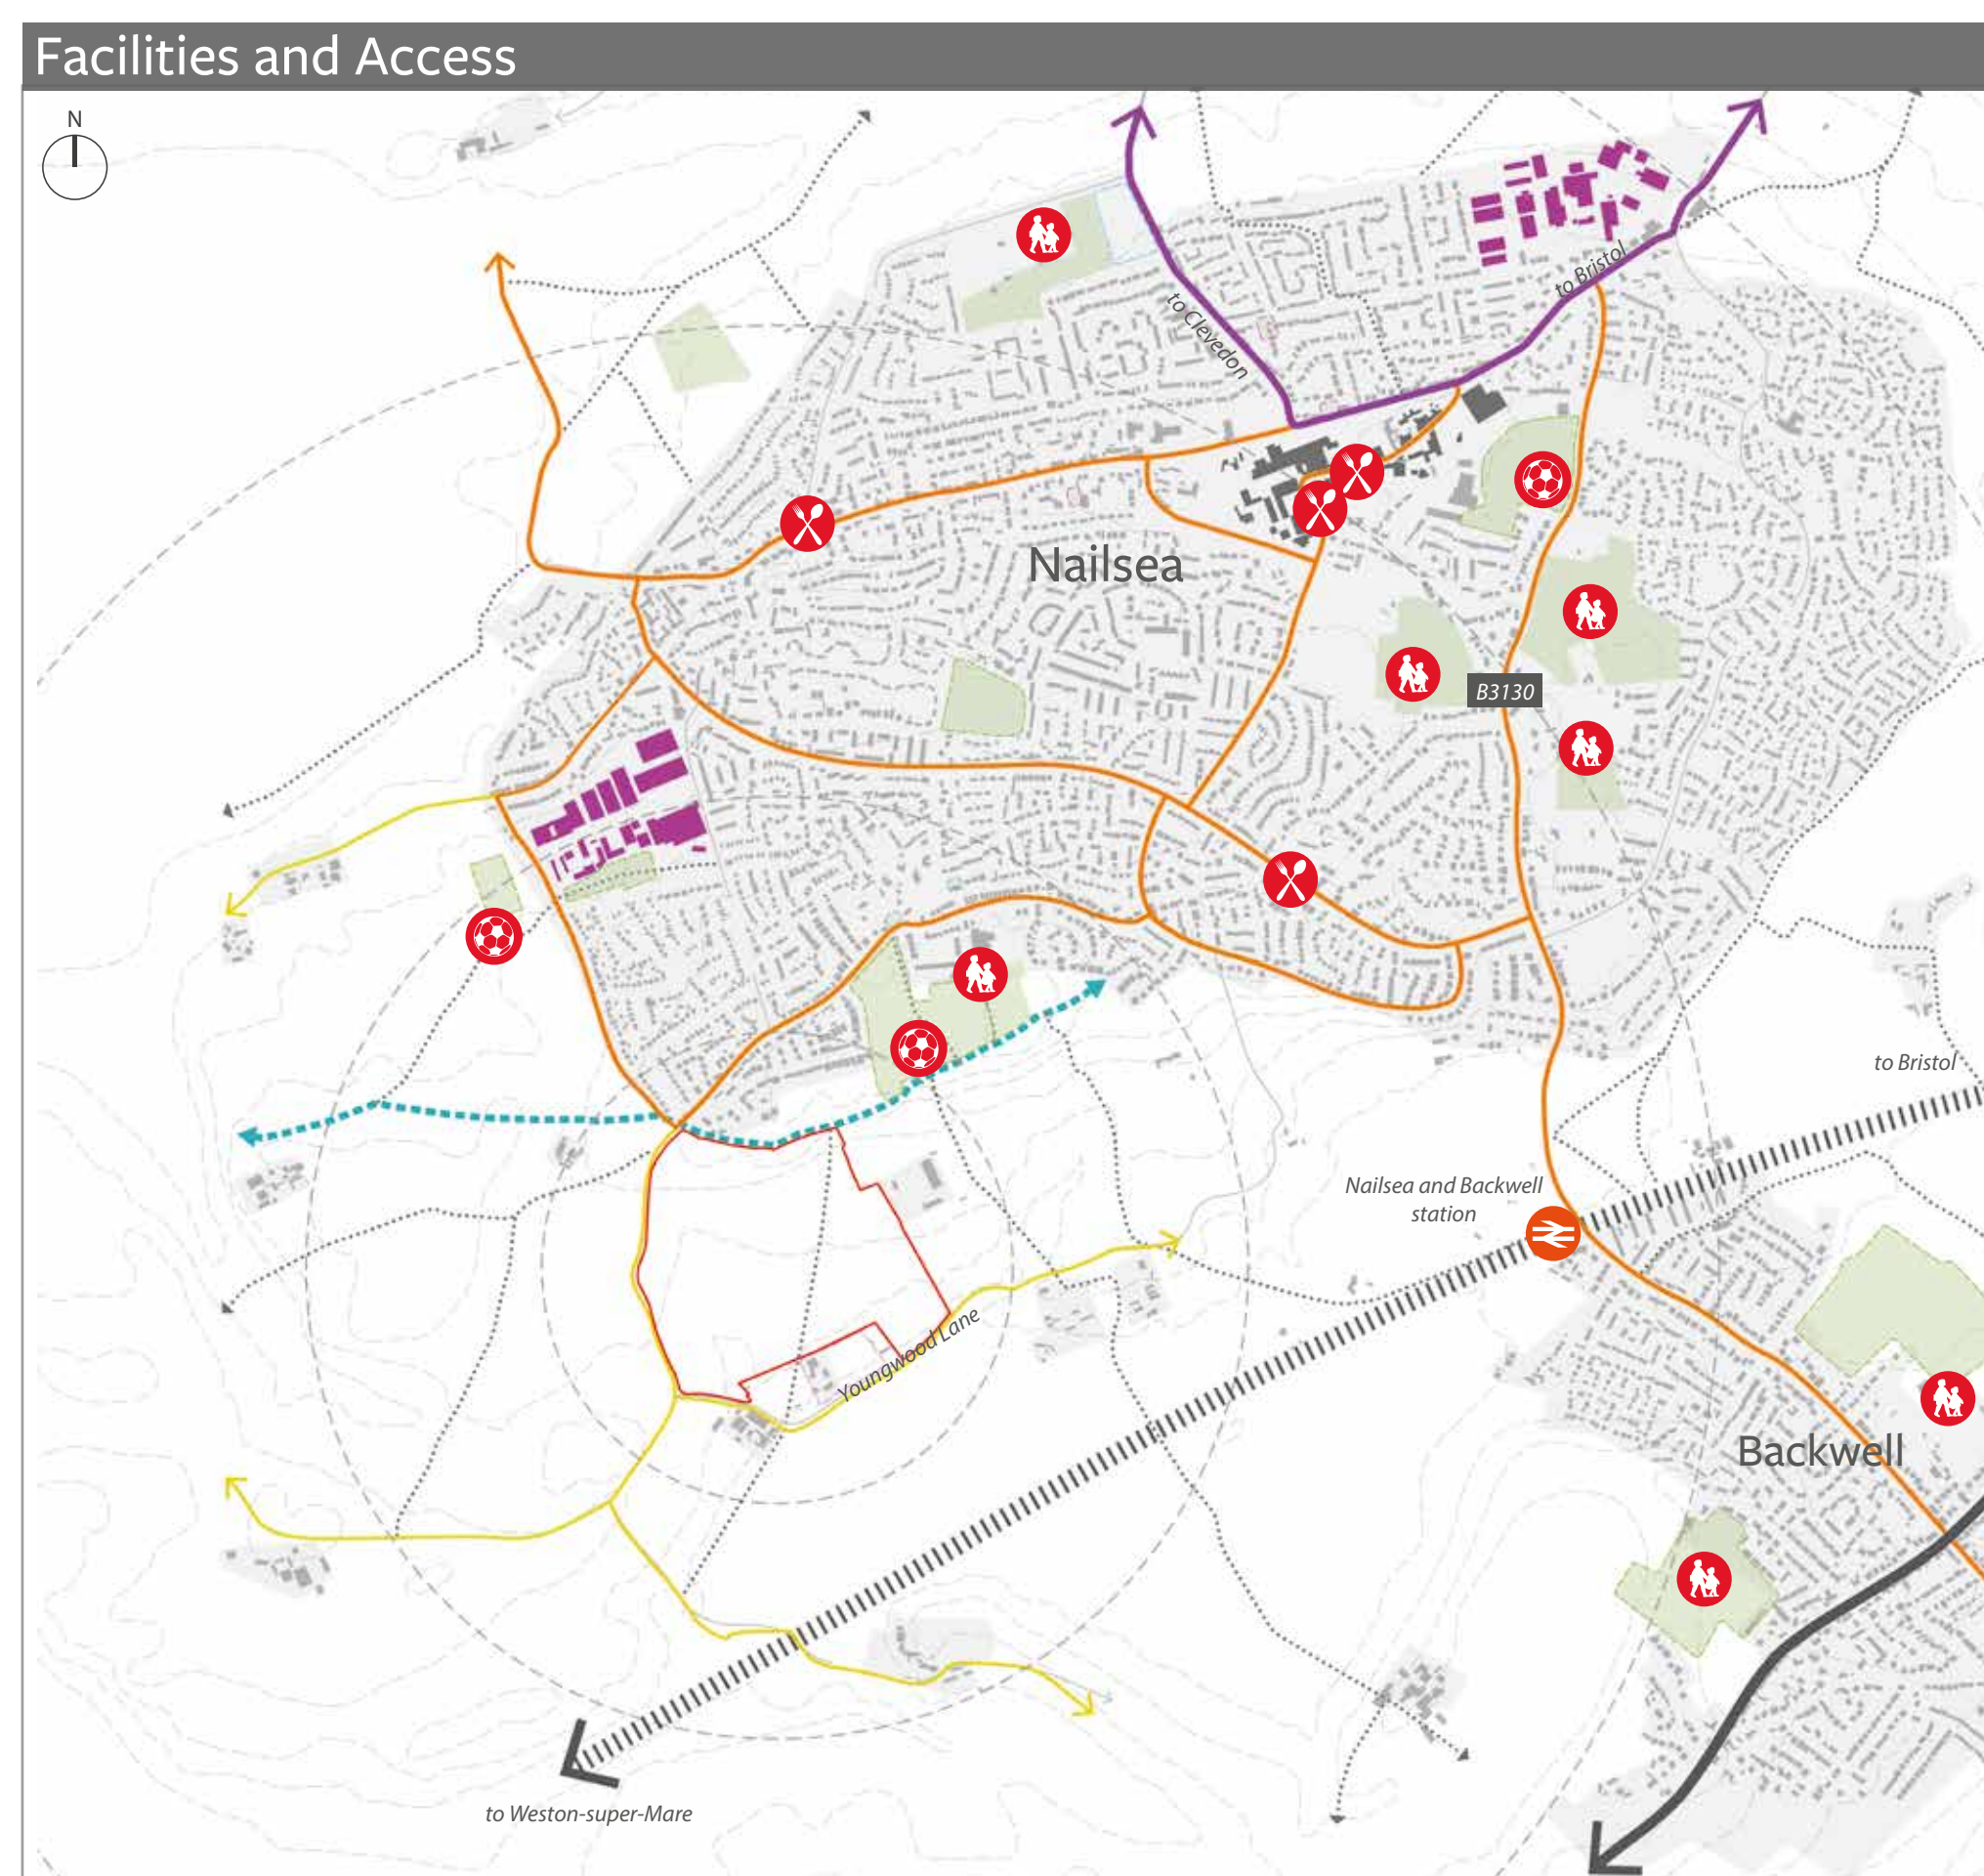 Facilities and Access
N
to Bristol
to Clevedon
Nailsea
B3130
to Bristol
Nailsea and Backwell
station
Youngwood Lane
Backwell
to Weston-super-Mare